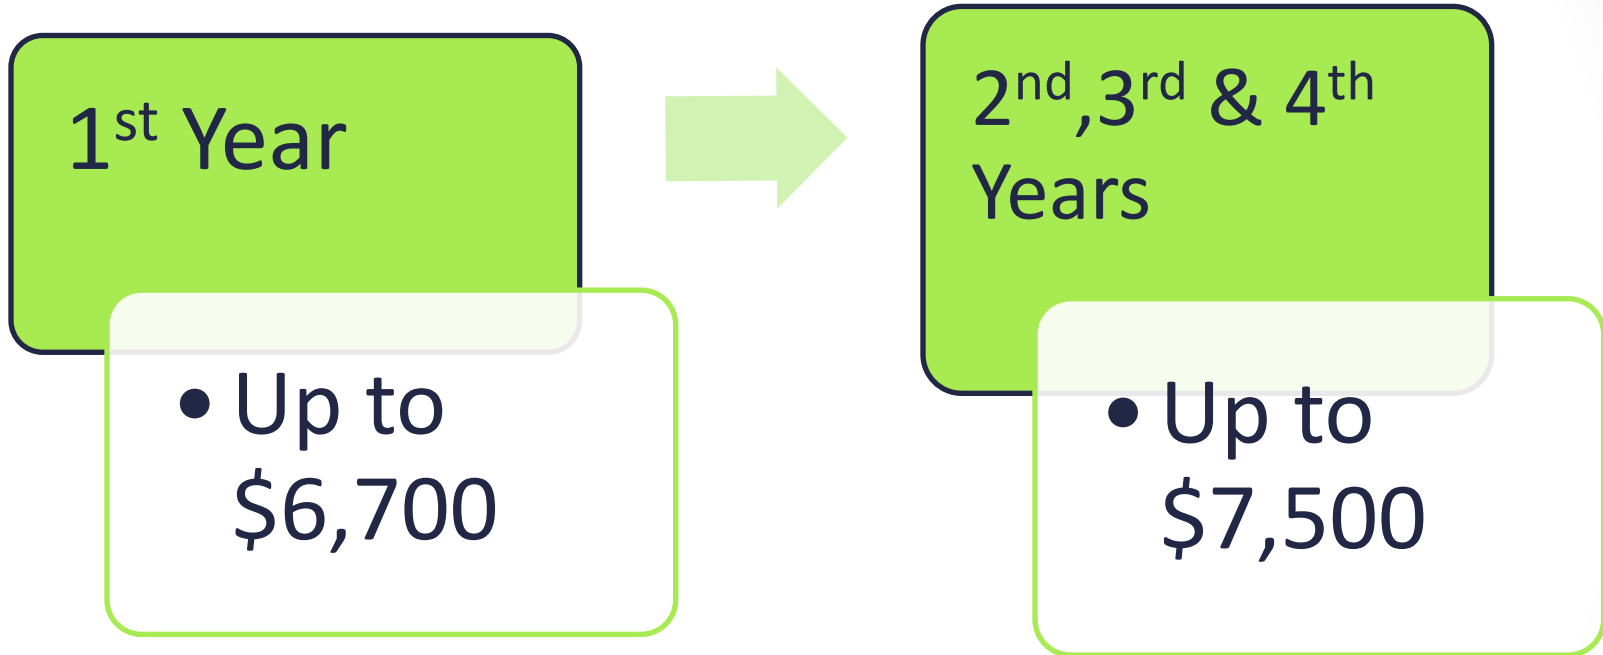 1st Year
• Up to
$6,700
2nd,3rd & 4th
Years
• Up to
$7,500